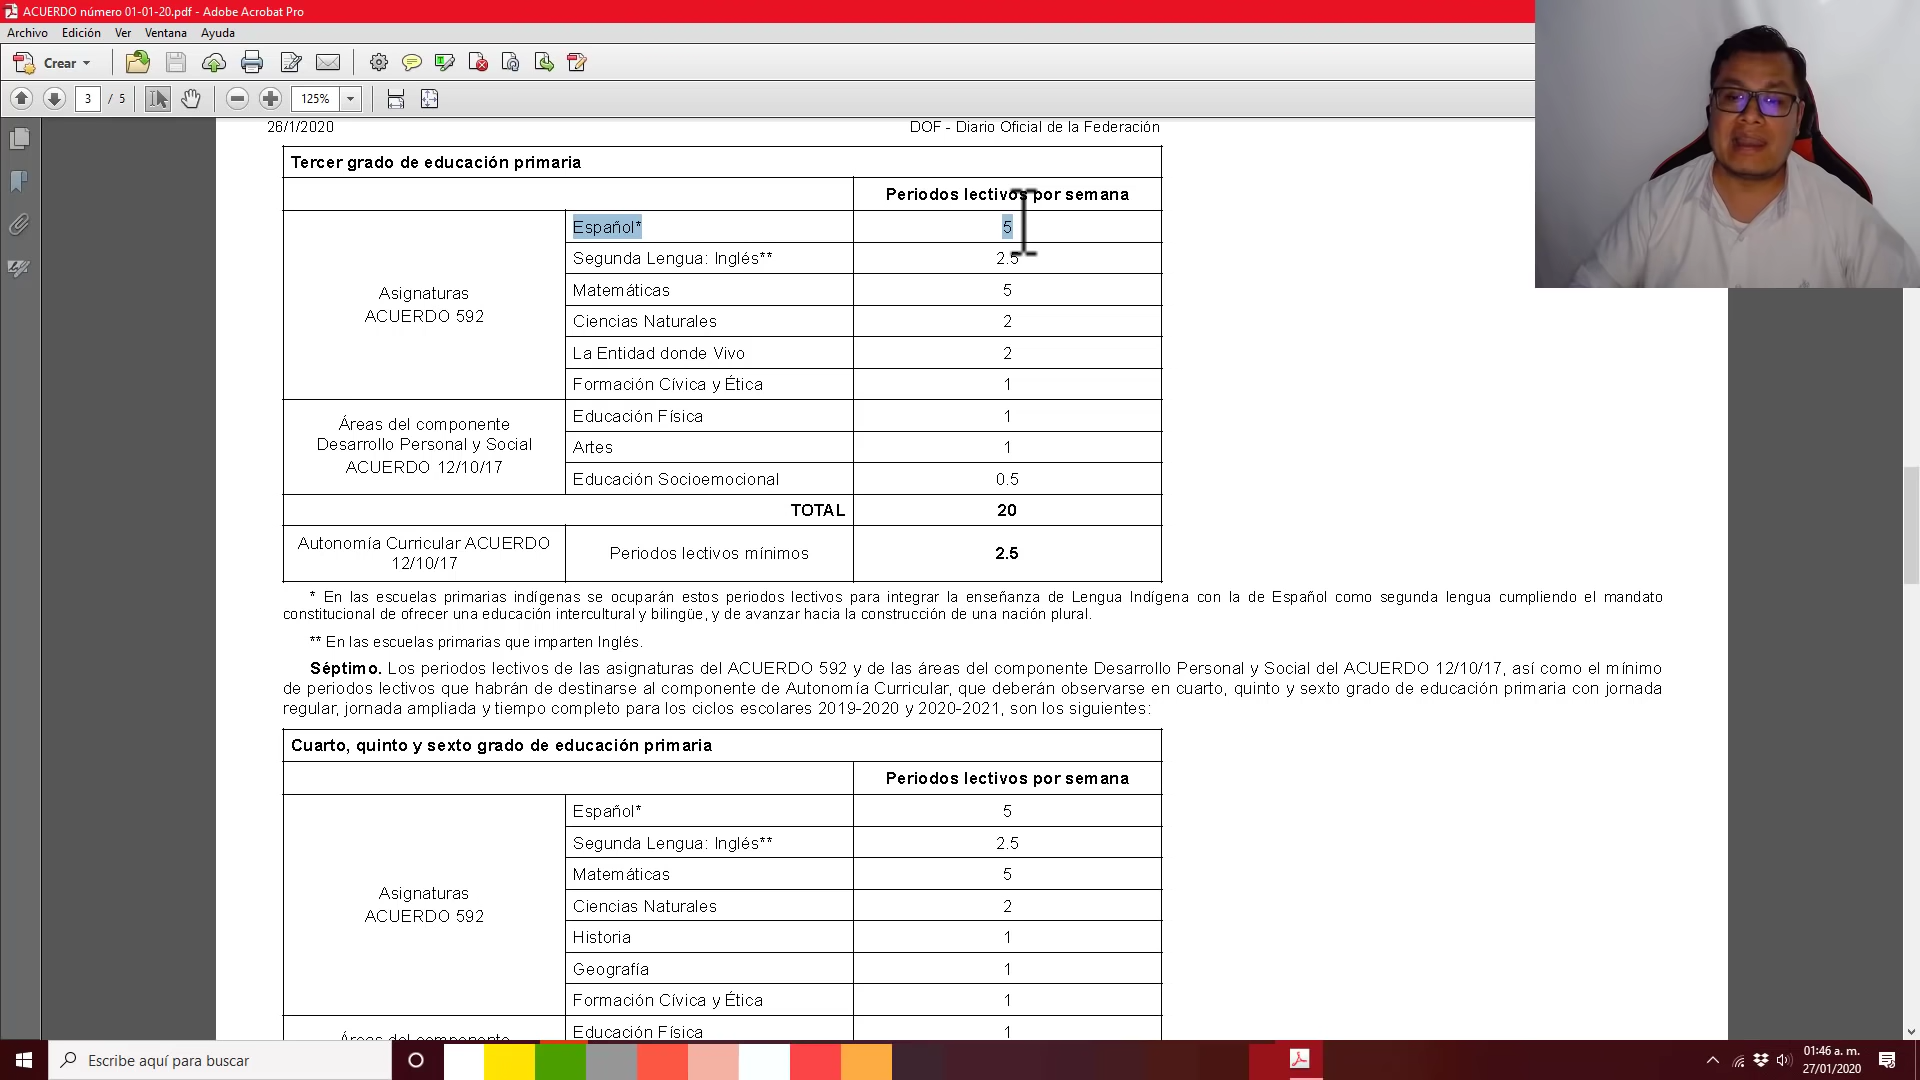 ACUERDO número 01-01-20.pdf - Adobe Acrobat Pro
Archivo Edición Ver Ventana Ayuda
Crear
3 / 5 125%
26/1/2020 DOF - Diario Oficial de la Federación
Tercer grado de educación primaria
Periodos lectivos por semana
Asignaturas
ACUERDO 592
Español* 5
Segunda Lengua: Inglés** 2.5
Matemáticas 5
Ciencias Naturales 2
La Entidad donde Vivo 2
Formación Cívica y Ética 1
Áreas del componente
Desarrollo Personal y Social
ACUERDO 12/10/17
Educación Física 1
Artes 1
Educación Socioemocional 0.5
TOTAL 20
Autonomía Curricular ACUERDO
12/10/17
Periodos lectivos mínimos 2.5
* En las escuelas primarias indígenas se ocuparán estos periodos lectivos para integrar la enseñanza de Lengua Indígena con la de Español como segunda lengua cumpliendo el mandato
constitucional de ofrecer una educación intercultural y bilingüe, y de avanzar hacia la construcción de una nación plural.
** En las escuelas primarias que imparten Inglés.
Séptimo. Los periodos lectivos de las asignaturas del ACUERDO 592 y de las áreas del componente Desarrollo Personal y Social del ACUERDO 12/10/17, así como el mínimo
de periodos lectivos que habrán de destinarse al componente de Autonomía Curricular, que deberán observarse en cuarto, quinto y sexto grado de educación primaria con jornada
regular, jornada ampliada y tiempo completo para los ciclos escolares 2019-2020 y 2020-2021, son los siguientes:
Cuarto, quinto y sexto grado de educación primaria
Periodos lectivos por semana
Asignaturas
ACUERDO 592
Español* 5
Segunda Lengua: Inglés** 2.5
Matemáticas 5
Ciencias Naturales 2
Historia 1
Geografía 1
Formación Cívica y Ética 1
Áreas del componente
Educación Física 1
Escribe aquí para buscar
01:46 a. m.
27/01/2020